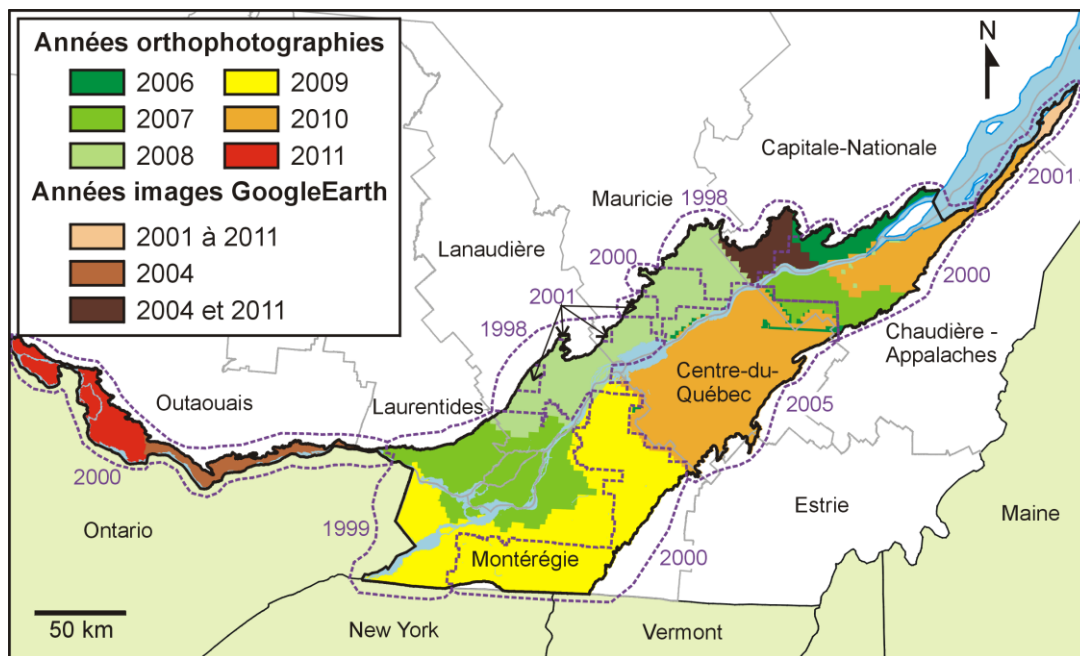 Années orthophotographies
2006
2009
2007
2010
2008
2011
Années images GoogleEarth
2001 à 2011
2004
2004 et 2011
N
Capitale-Nationale
2001
Mauricie
1998
Lanaudière
2000
2000
2001
1998
Chaudière -
Appalaches
Centre-du-
Québec
Outaouais
Laurentides
2005
2000
Estrie
Maine
Ontario
1999
Montérégie
2000
50 km
New York
Vermont